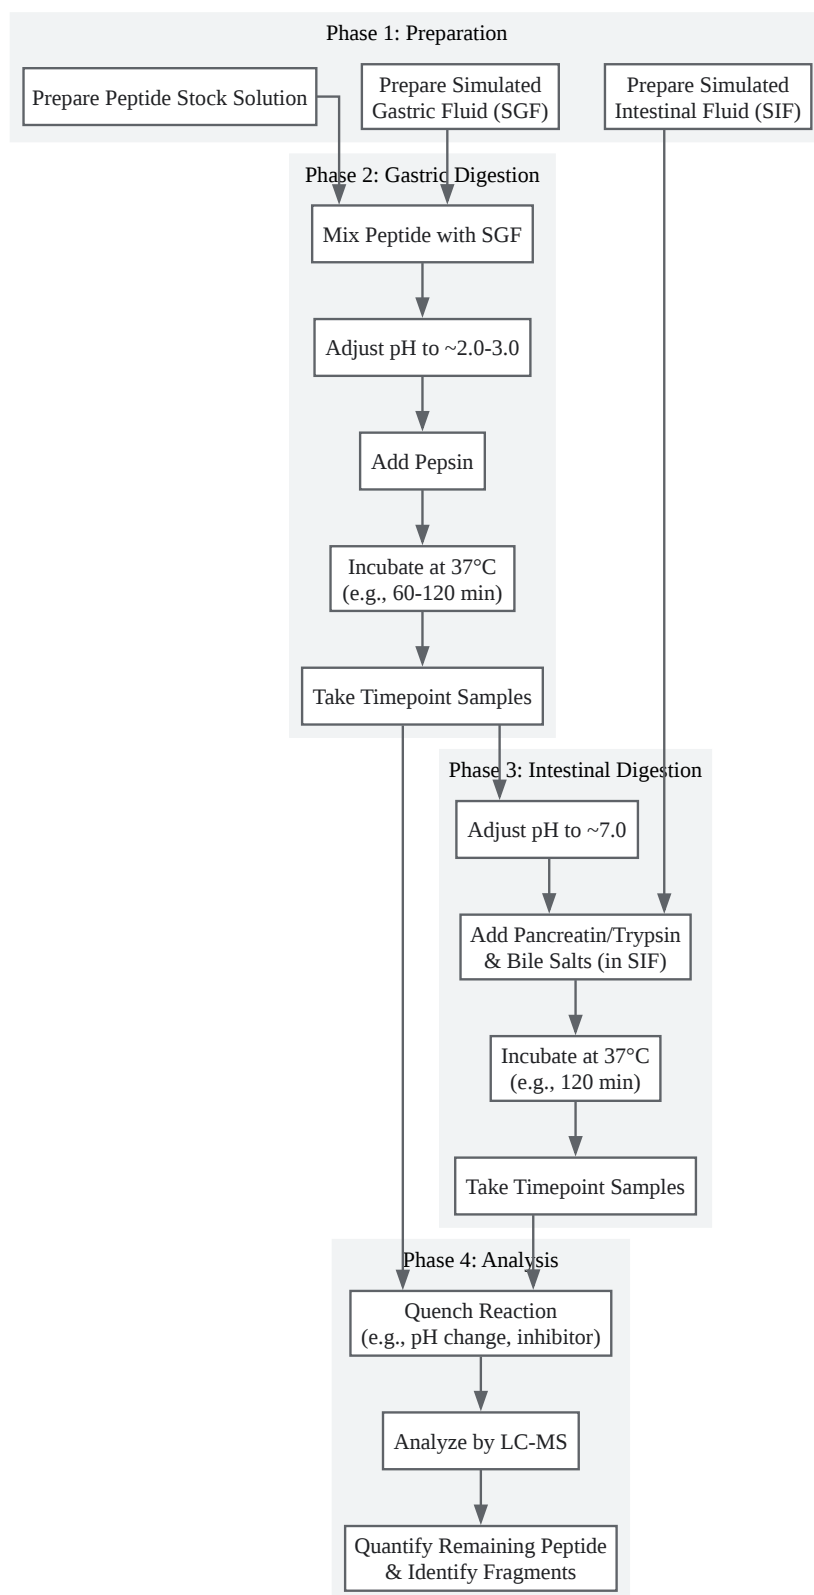 Phase 1: Preparation
Prepare Peptide Stock Solution
Prepare Simulated
Gastric Fluid (SGF)
Prepare Simulated
Intestinal Fluid (SIF)
Phase 2: Gastric Digestion
Mix Peptide with SGF
Adjust pH to ~2.0-3.0
Add Pepsin
Incubate at 37°C
(e.g., 60-120 min)
Take Timepoint Samples
Phase 3: Intestinal Digestion
Adjust pH to ~7.0
Add Pancreatin/Trypsin
& Bile Salts (in SIF)
Incubate at 37°C
(e.g., 120 min)
Take Timepoint Samples
Phase 4: Analysis
Quench Reaction
(e.g., pH change, inhibitor)
Analyze by LC-MS
Quantify Remaining Peptide
& Identify Fragments